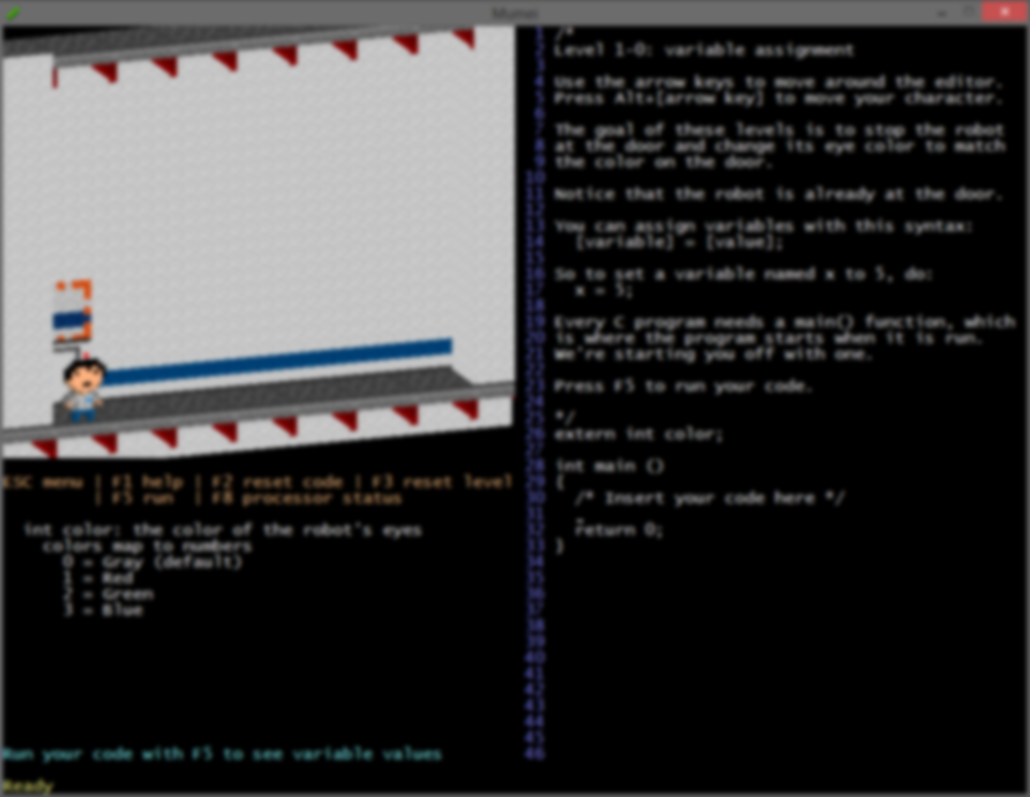 Mumei
1 /*
2 Level 1-0: variable assignment
3
4 Use the arrow keys to move around the editor.
5 Press Alt+[arrow key] to move your character.
6
7 The goal of these levels is to stop the robot
8 at the door and change its eye color to match
9 the color on the door.
10
11 Notice that the robot is already at the door.
12
13 You can assign variables with this syntax:
14 [variable] = [value];
15
16 So to set a variable named x to 5, do:
17 x = 5;
18
19 Every C program needs a main() function, which
20 is where the program starts when it is run.
21 We're starting you off with one.
22
23 Press F5 to run your code.
24
25 */
26 extern int color;
27
28 int main ()
29 {
30 /* Insert your code here */
31
32 return 0;
33 }
34
35
36
37
38
39
40
41
42
43
44
45
46
ESC menu | F1 help | F2 reset code | F3 reset level
| F5 run | F8 processor status
int color: the color of the robot's eyes
colors map to numbers
0 = Gray (default)
1 = Red
2 = Green
3 = Blue
Run your code with F5 to see variable values
Ready